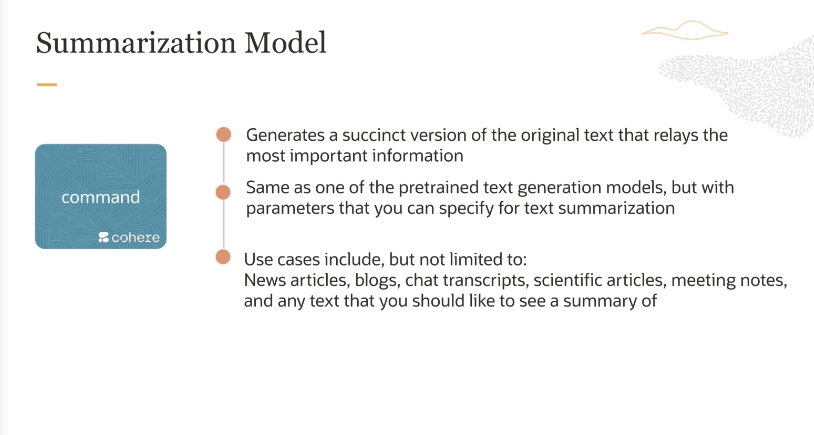 Summarization Model
command
cohere
Generates a succinct version of the original text that relays the
most important information
Same as one of the pretrained text generation models, but with
parameters that you can specify for text summarization
Use cases include, but not limited to:
News articles, blogs, chat transcripts, scientific articles, meeting notes,
and any text that you should like to see a summary of